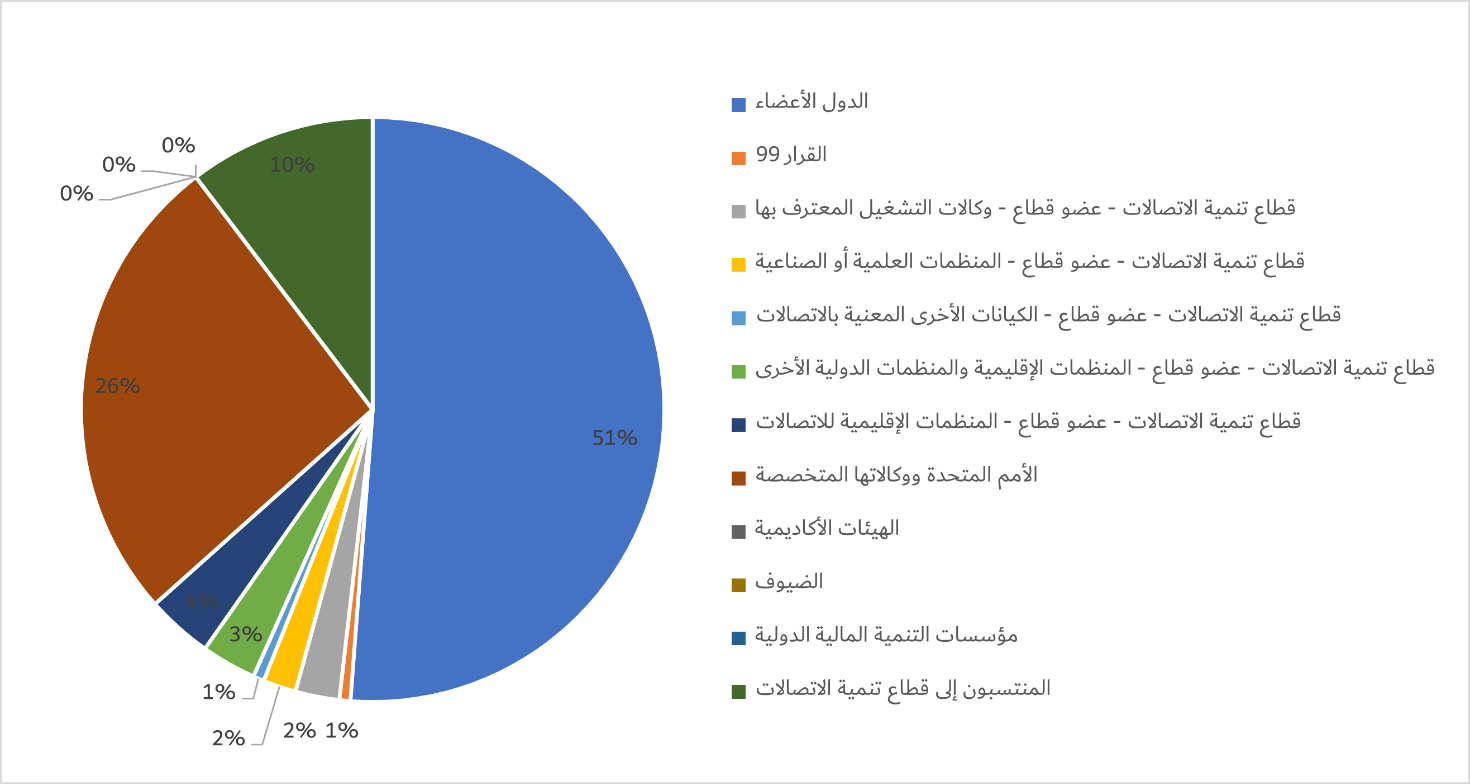 0%
0%
0%
10%
26%
51%
4%
3%
1%
2%
2%
1%
الدول الأعضاء
القرار 99
قطاع تنمية الاتصالات - عضو قطاع - وكالات التشغيل المعترف بها
قطاع تنمية الاتصالات - عضو قطاع - المنظمات العلمية أو الصناعية
قطاع تنمية الاتصالات - عضو قطاع - الكيانات الأخرى المعنية بالاتصالات
قطاع تنمية الاتصالات - عضو قطاع - المنظمات الإقليمية والمنظمات الدولية الأخرى
قطاع تنمية الاتصالات - عضو قطاع - المنظمات الإقليمية للاتصالات
الأمم المتحدة ووكالاتها المتخصصة
الهيئات الأكاديمية
الضيوف
مؤسسات التنمية المالية الدولية
المنتسبون إلى قطاع تنمية الاتصالات